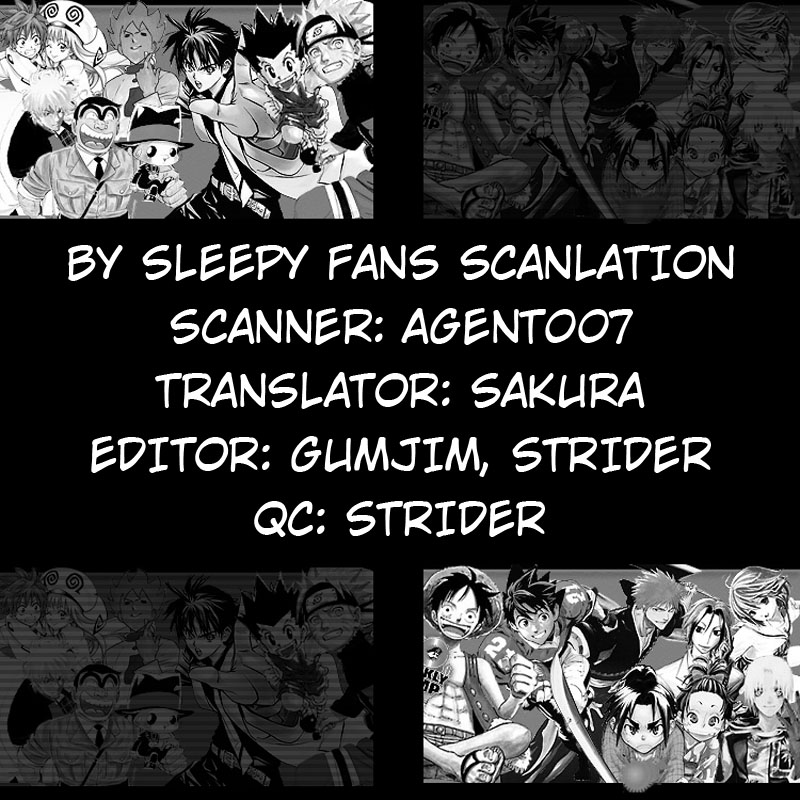 BY SLEEPY FANS SCANLATION
SCANNER: AGENT007
TRANSLATOR: SAKURA
EDITOR: GUMJIM, STRIDER
QC: STRIDER